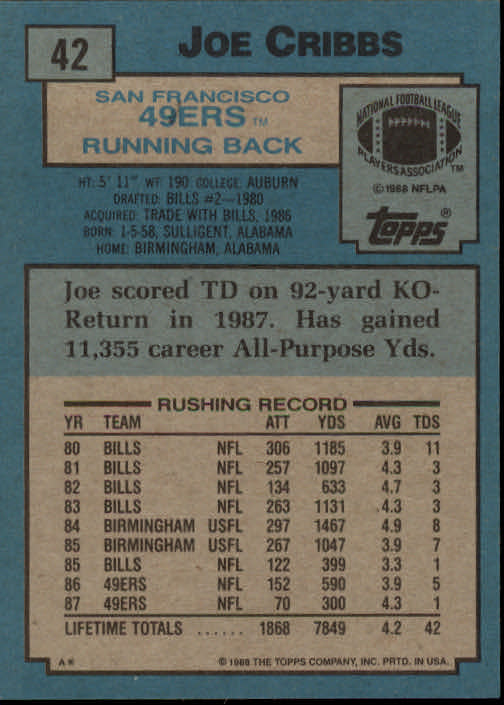 42
JOE CRIBBS
SAN FRANCISCO
49ERS TM
RUNNING BACK
NATIONAL FOOTBALL LEAGUE
PLAYERS ASSOCIATION TM
© 1988 NFLPA
topps®
HT: 5' 11" WT: 190 COLLEGE: AUBURN
DRAFTED: BILLS #2—1980
ACQUIRED: TRADE WITH BILLS, 1986
BORN: 1-5-58, SULLIGENT, ALABAMA
HOME: BIRMINGHAM, ALABAMA
Joe scored TD on 92-yard KO-
Return in 1987. Has gained
11,355 career All-Purpose Yds.
RUSHING RECORD
YR TEAM ATT YDS AVG TDS
80 BILLS NFL 306 1185 3.9 11
81 BILLS NFL 257 1097 4.3 3
82 BILLS NFL 134 633 4.7 3
83 BILLS NFL 263 1131 4.3 3
84 BIRMINGHAM USFL 297 1467 4.9 8
85 BIRMINGHAM USFL 267 1047 3.9 7
85 BILLS NFL 122 399 3.3 1
86 49ERS NFL 152 590 3.9 5
87 49ERS NFL 70 300 4.3 1
LIFETIME TOTALS ...... 1868 7849 4.2 42
A* © 1988 THE TOPPS COMPANY, INC. PRTD. IN USA.